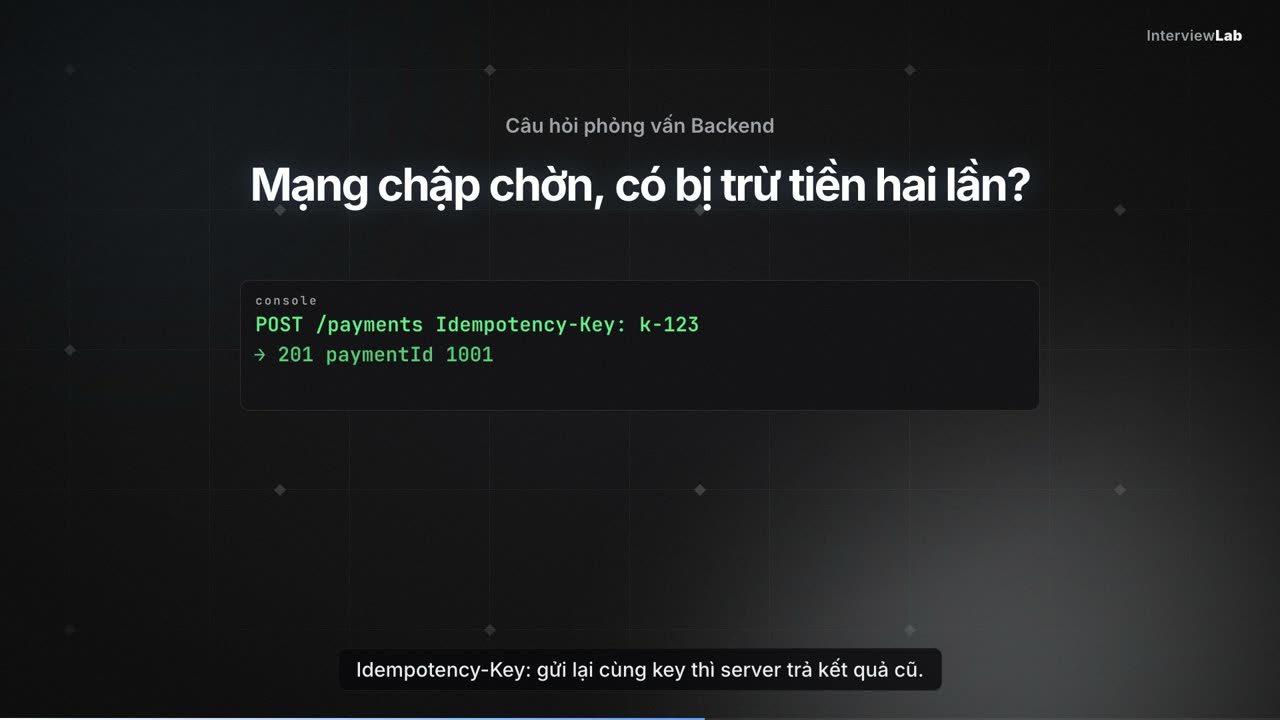 InterviewLab
Câu hỏi phỏng vấn Backend
Mạng chập chờn, có bị trừ tiền hai lần?
console
POST /payments Idempotency-Key: k-123
→ 201 paymentId 1001
Idempotency-Key: gửi lại cùng key thì server trả kết quả cũ.